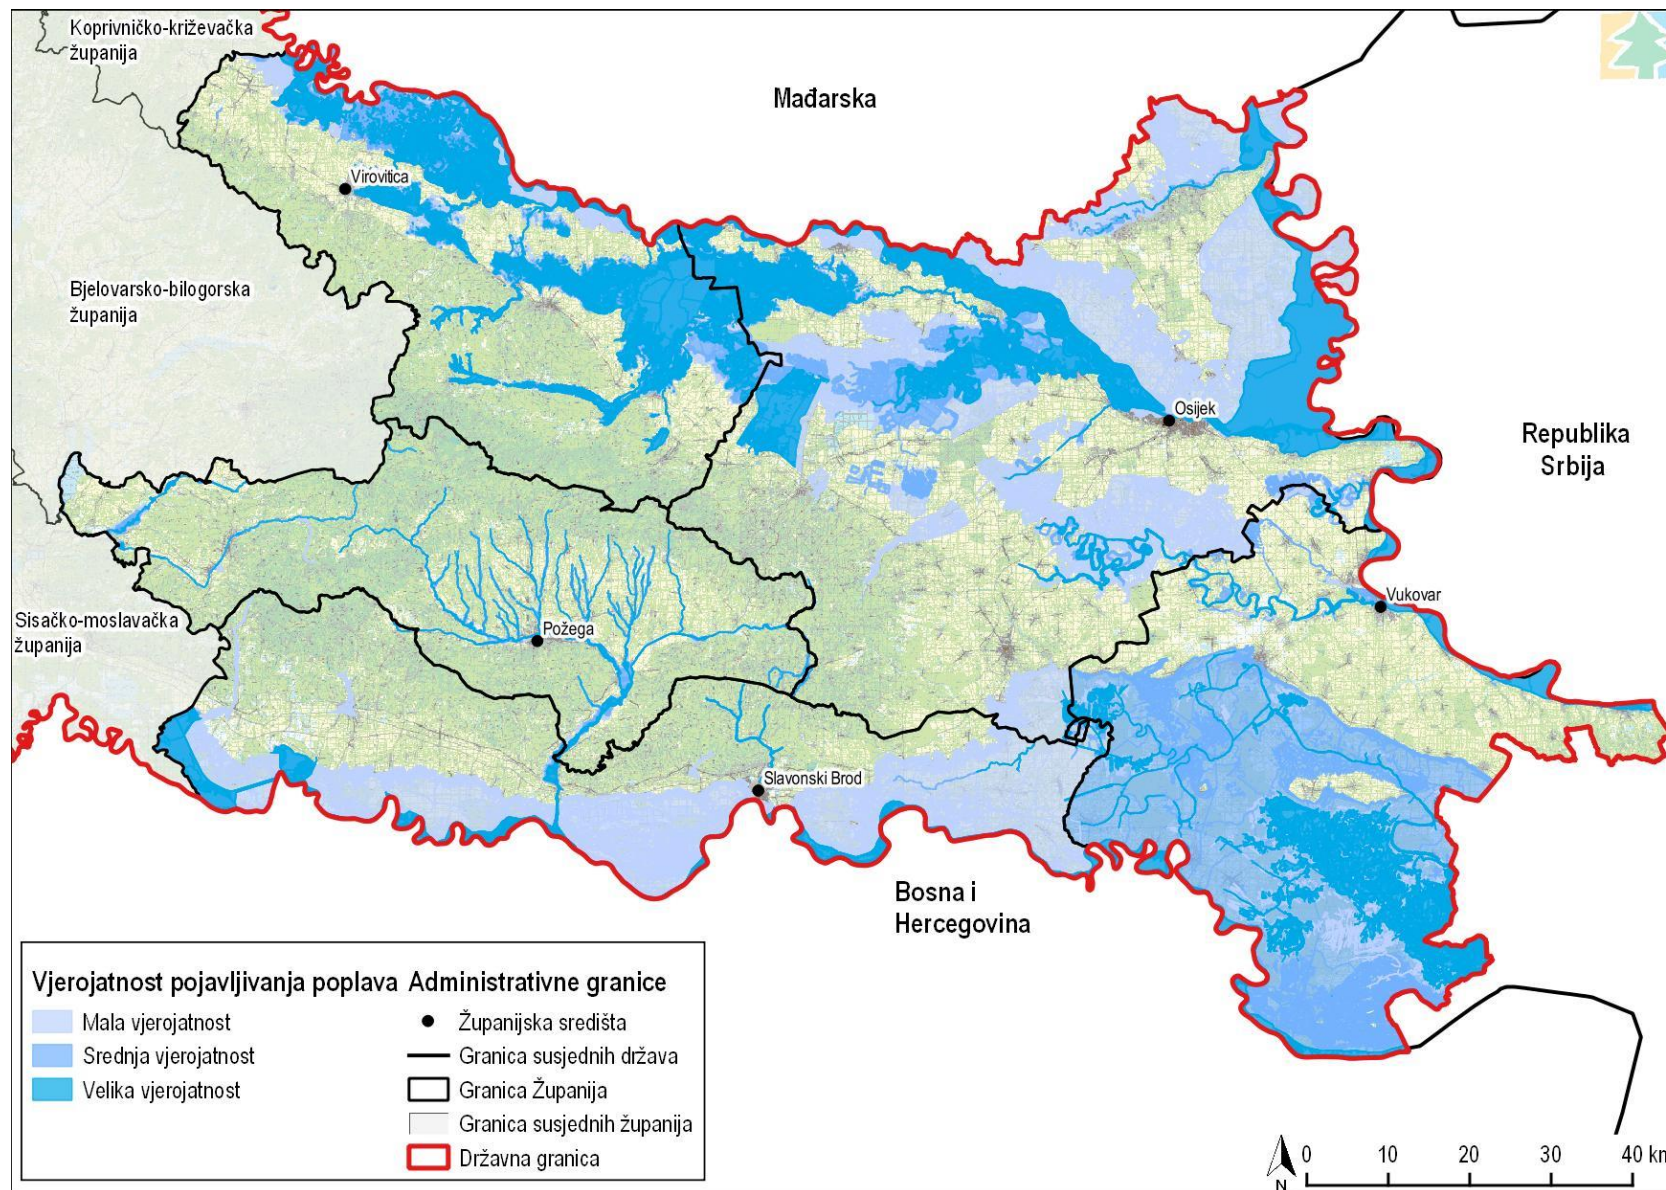 Koprivničko-križevačka
županija
Mađarska
Virovitica
Bjelovarsko-bilogorska
županija
Osijek
Republika
Srbija
Vukovar
Sisačko-moslavačka
županija
Požega
Slavonski Brod
Bosna i
Hercegovina
Vjerojatnost pojavljivanja poplava
Mala vjerojatnost
Srednja vjerojatnost
Velika vjerojatnost
Administrativne granice
Županijska središta
Granica susjednih država
Granica Županija
Granica susjednih županija
Državna granica
N
0 10 20 30 40 km